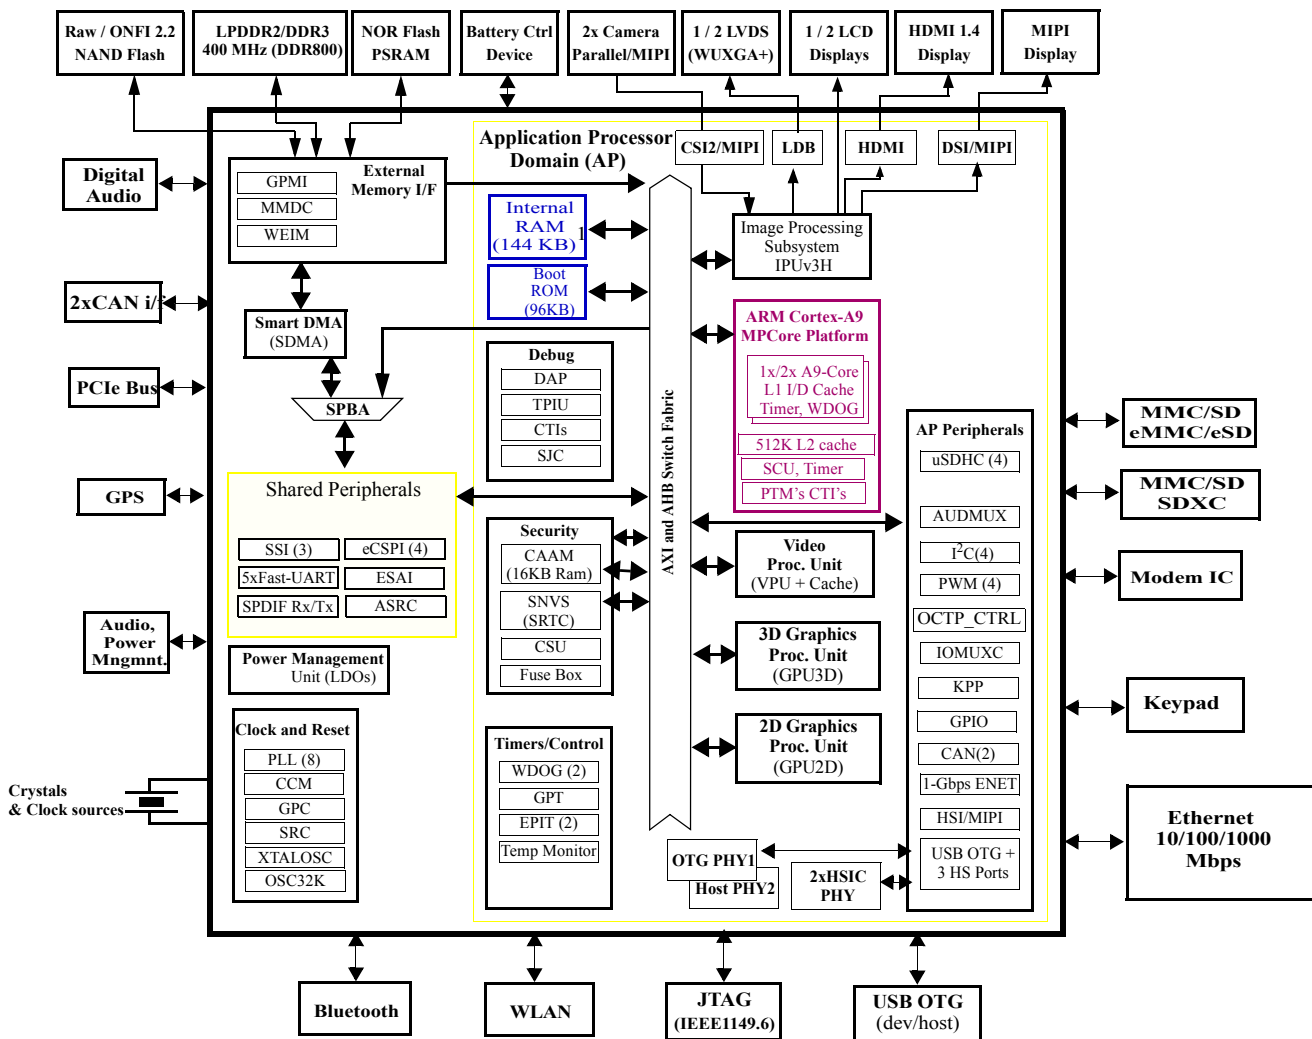 Raw / ONFI 2.2
NAND Flash
LPDDR2/DDR3
400 MHz (DDR800)
NOR Flash
PSRAM
Battery Ctrl
Device
2x Camera
Parallel/MIPI
1 / 2 LVDS
(WUXGA+)
1 / 2 LCD
Displays
HDMI 1.4
Display
MIPI
Display
Digital
Audio
2xCAN i/f
PCIe Bus
GPS
Audio,
Power
Mngmnt.
Crystals
& Clock sources
External
Memory I/F
GPMI
MMDC
WEIM
Smart DMA
(SDMA)
SPBA
Shared Peripherals
SSI (3)
eCSPI (4)
5xFast-UART
ESAI
SPDIF Rx/Tx
ASRC
Power Management
Unit (LDOs)
Clock and Reset
PLL (8)
CCM
GPC
SRC
XTALOSC
OSC32K
Application Processor
Domain (AP)
Internal
RAM
(144 KB)
1
Boot
ROM
(96KB)
Debug
DAP
TPIU
CTIs
SJC
Security
CAAM
(16KB Ram)
SNVS
(SRTC)
CSU
Fuse Box
Timers/Control
WDOG (2)
GPT
EPIT (2)
Temp Monitor
AXI and AHB Switch Fabric
CSI2/MIPI
LDB
HDMI
DSI/MIPI
Image Processing
Subsystem
IPUv3H
ARM Cortex-A9
MPCore Platform
1x/2x A9-Core
L1 I/D Cache
Timer, WDOG
512K L2 cache
SCU, Timer
PTM's CTI's
Video
Proc. Unit
(VPU + Cache)
3D Graphics
Proc. Unit
(GPU3D)
2D Graphics
Proc. Unit
(GPU2D)
OTG PHY1
Host PHY2
2xHSIC
PHY
AP Peripherals
uSDHC (4)
AUDMUX
I2C(4)
PWM (4)
OCTP_CTRL
IOMUXC
KPP
GPIO
CAN(2)
1-Gbps ENET
HSI/MIPI
USB OTG +
3 HS Ports
MMC/SD
eMMC/eSD
MMC/SD
SDXC
Modem IC
Keypad
Ethernet
10/100/1000
Mbps
Bluetooth
WLAN
JTAG
(IEEE1149.6)
USB OTG
(dev/host)